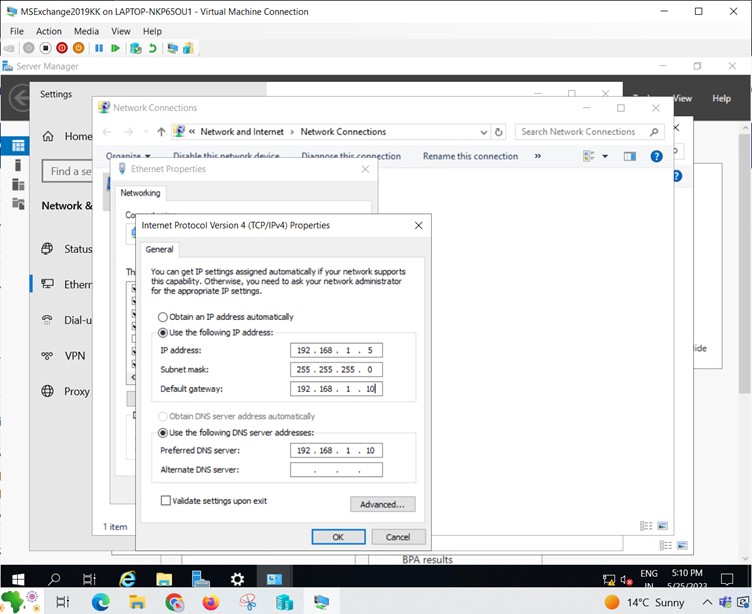 MSExchange2019KK on LAPTOP-NKP65OU1 - Virtual Machine Connection
File Action Media View Help
Server Manager
Settings
View Help
Network Connections
Home
Network and Internet > Network Connections
Search Network Connections
Organize Disable this network device Diagnose this connection Rename this connection »
Find a se
Ethernet Properties
Networking
Network &
Internet Protocol Version 4 (TCP/IPv4) Properties
General
Status
You can get IP settings assigned automatically if your network supports
this capability. Otherwise, you need to ask your network administrator
for the appropriate IP settings.
Ethern
Obtain an IP address automatically
Dial-u
Use the following IP address:
IP address: 192 . 168 . 1 . 5
VPN
Subnet mask: 255 . 255 . 255 . 0
Proxy
Default gateway: 192 . 168 . 1 . 10
Obtain DNS server address automatically
Use the following DNS server addresses:
Preferred DNS server: 192 . 168 . 1 . 10
Alternate DNS server: . . .
Validate settings upon exit
Advanced...
1 item
OK Cancel
BPA results
ENG 5:10 PM
IN 5/25/2023
14°C Sunny